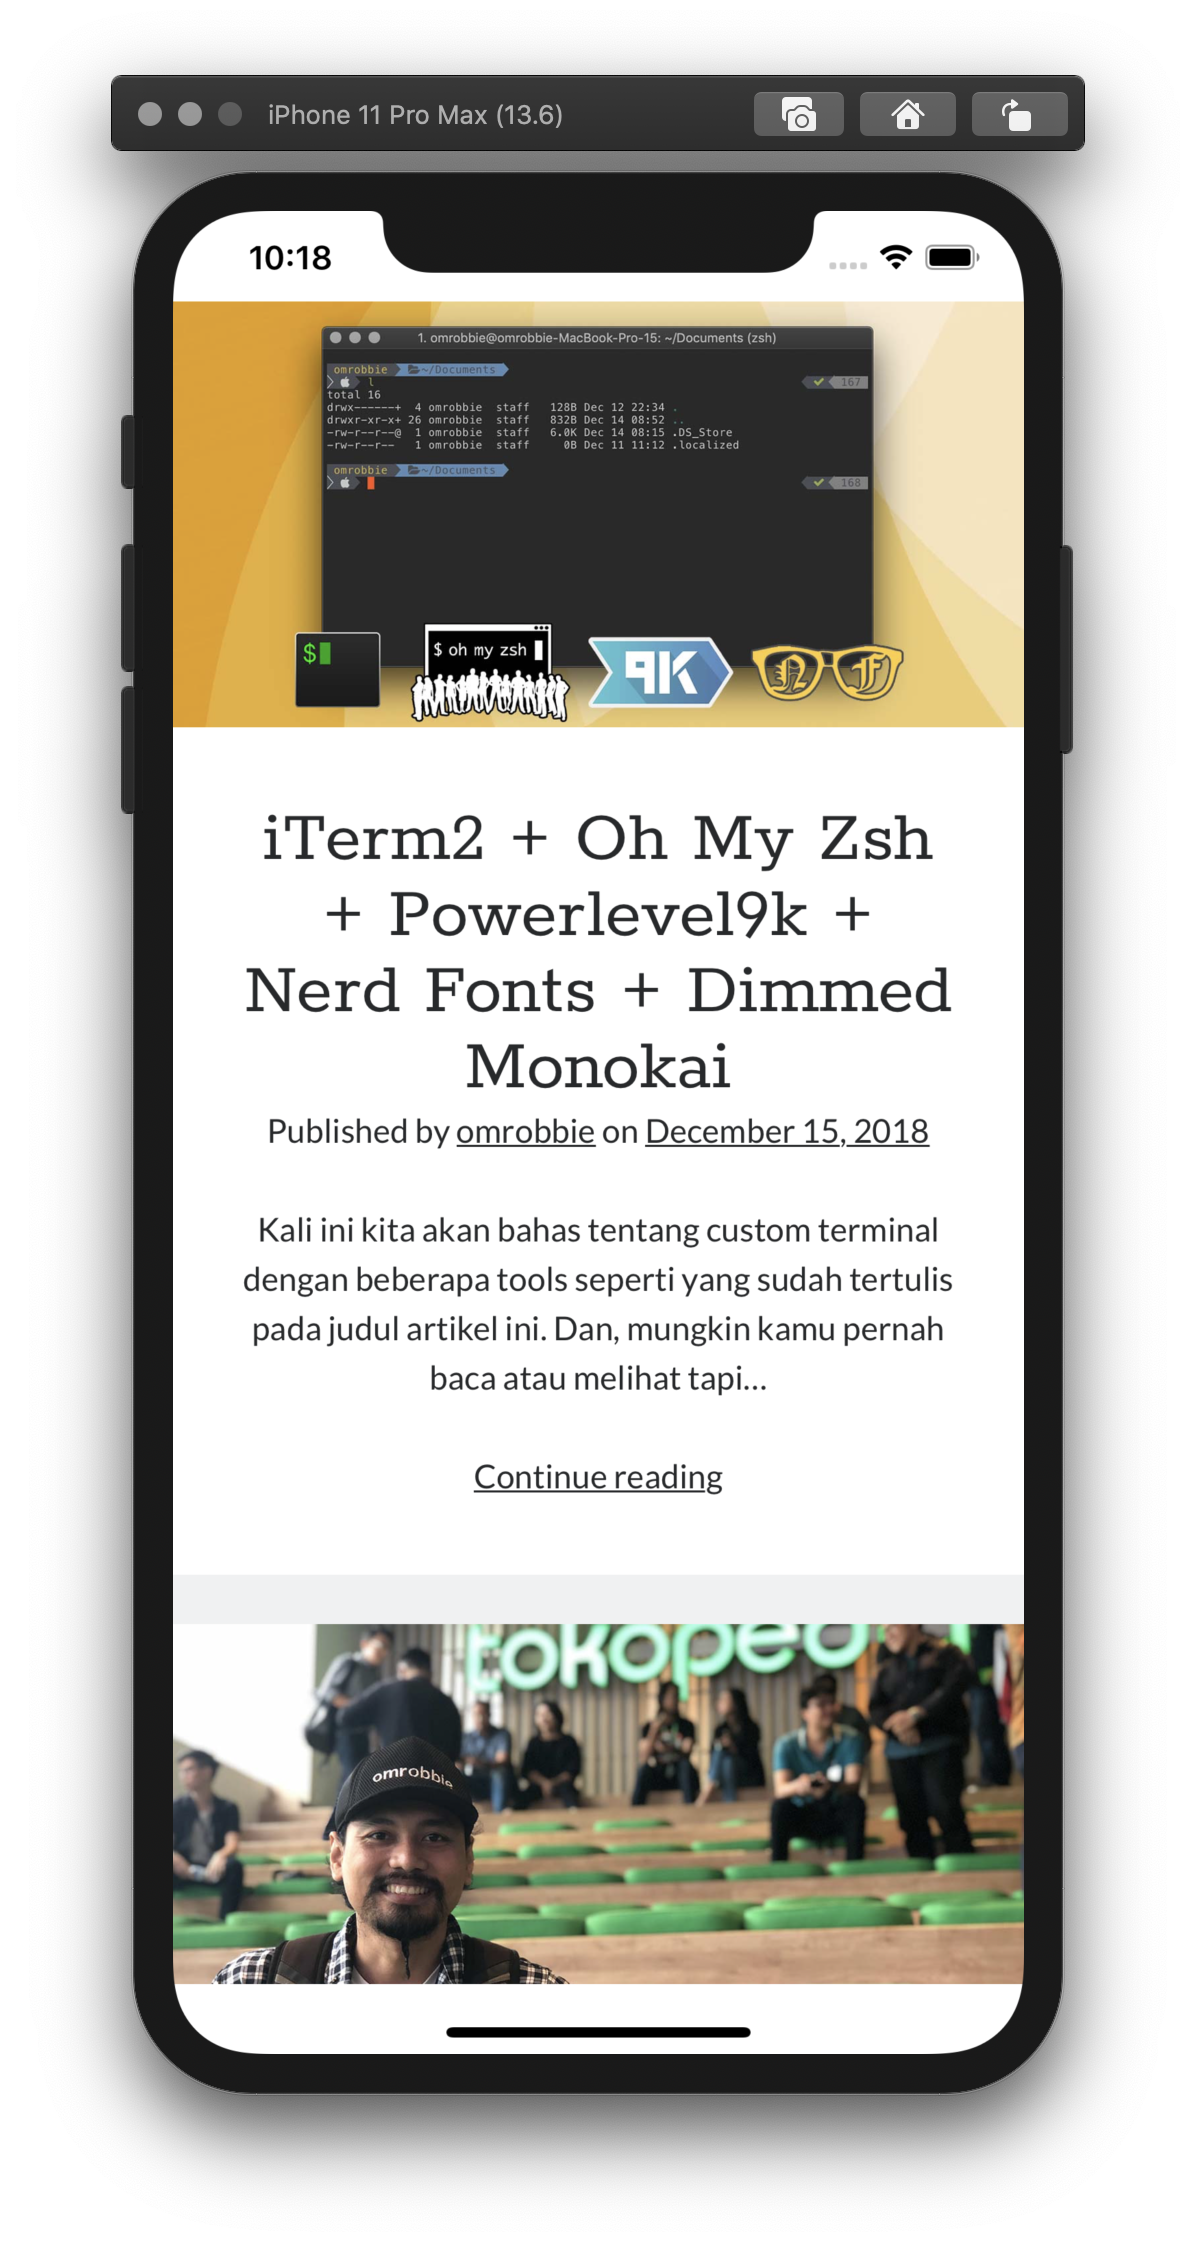 iPhone 11 Pro Max (13.6)
10:18
1. omrobbie@omrobbie-MacBook-Pro-15: ~/Documents (zsh)
omrobbie ~/Documents
l 167
total 16
drwx------+ 4 omrobbie staff 128B Dec 12 22:34 .
drwxr-xr-x+ 26 omrobbie staff 832B Dec 14 08:52 ..
-rw-r--r--@ 1 omrobbie staff 6.0K Dec 14 08:15 .DS_Store
-rw-r--r-- 1 omrobbie staff 0B Dec 11 11:12 .localized
omrobbie ~/Documents
168
$
$ oh my zsh
9K
N F
iTerm2 + Oh My Zsh
+ Powerlevel9k +
Nerd Fonts + Dimmed
Monokai
Published by omrobbie on December 15, 2018
Kali ini kita akan bahas tentang custom terminal
dengan beberapa tools seperti yang sudah tertulis
pada judul artikel ini. Dan, mungkin kamu pernah
baca atau melihat tapi...
Continue reading
tokoped
omrobbie